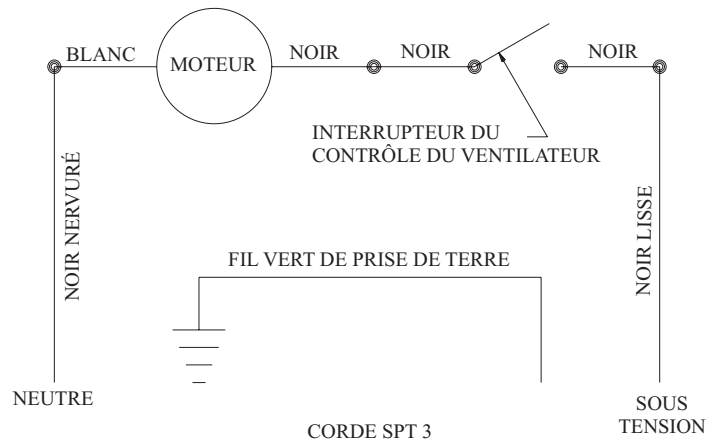 BLANC
MOTEUR
NOIR
NOIR
NOIR
INTERRUPTEUR DU
CONTRÔLE DU VENTILATEUR
NOIR NERVURÉ
NOIR LISSE
FIL VERT DE PRISE DE TERRE
NEUTRE
SOUS
TENSION
CORDE SPT 3